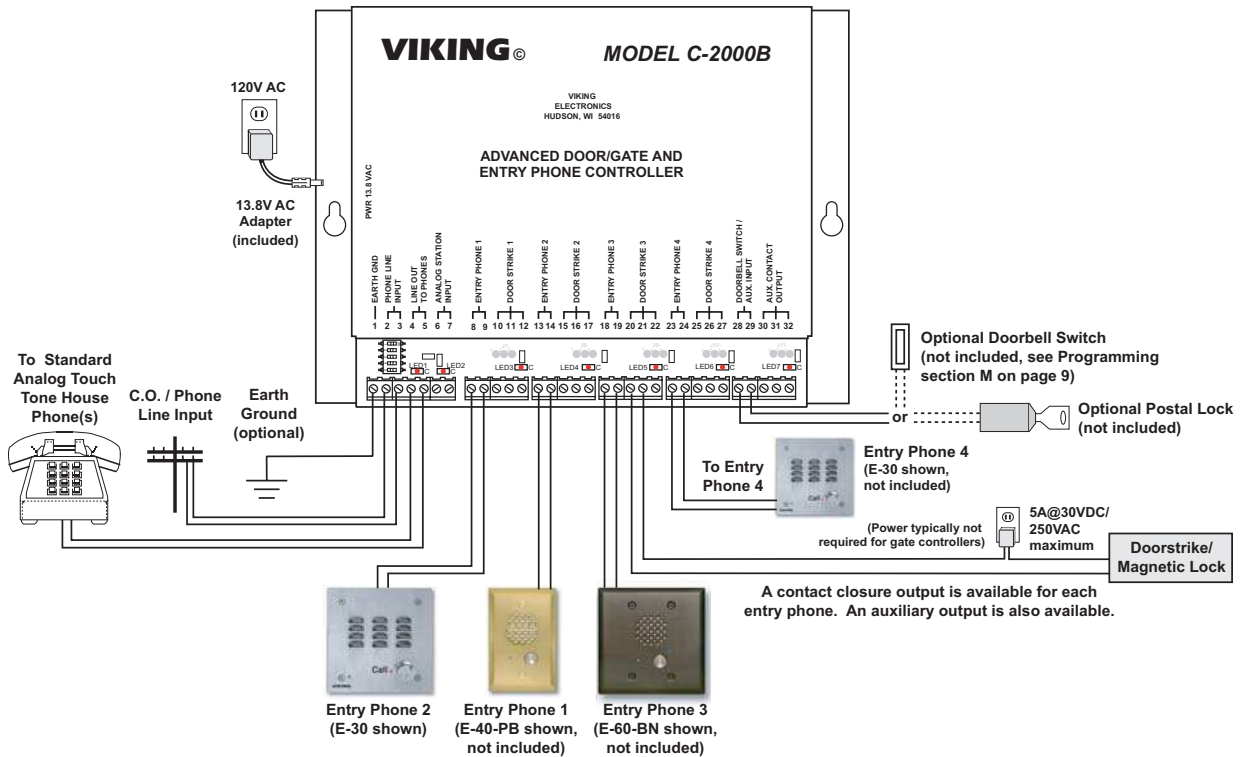 VIKING©
MODEL C-2000B
VIKING
ELECTRONICS
HUDSON, WI 54016
ADVANCED DOOR/GATE AND
ENTRY PHONE CONTROLLER
120V AC
13.8V AC
Adapter
(included)
PWR 13.8 VAC
EARTH GND
PHONE LINE
INPUT
LINE OUT
TO PHONES
ANALOG STATION
INPUT
ENTRY PHONE 1
DOOR STRIKE 1
ENTRY PHONE 2
DOOR STRIKE 2
ENTRY PHONE 3
DOOR STRIKE 3
ENTRY PHONE 4
DOOR STRIKE 4
DOORBELL SWITCH /
AUX. INPUT
AUX. CONTACT
OUTPUT
1 2 3 4 5 6 7 8 9 10 11 12 13 14 15 16 17 18 19 20 21 22 23 24 25 26 27 28 29 30 31 32
LED1 C LED2 C LED3 C LED4 C LED5 C LED6 C LED7 C
To Standard
Analog Touch
Tone House
Phone(s)
C.O. / Phone
Line Input
Earth
Ground
(optional)
Optional Doorbell Switch
(not included, see Programming
section M on page 9)
or
Optional Postal Lock
(not included)
To Entry
Phone 4
Call
Entry Phone 4
(E-30 shown,
not included)
(Power typically not
required for gate controllers)
5A@30VDC/
250VAC
maximum
Doorstrike/
Magnetic Lock
A contact closure output is available for each
entry phone. An auxiliary output is also available.
Call
VIKING
Entry Phone 2
(E-30 shown)
Entry Phone 1
(E-40-PB shown,
not included)
Entry Phone 3
(E-60-BN shown,
not included)